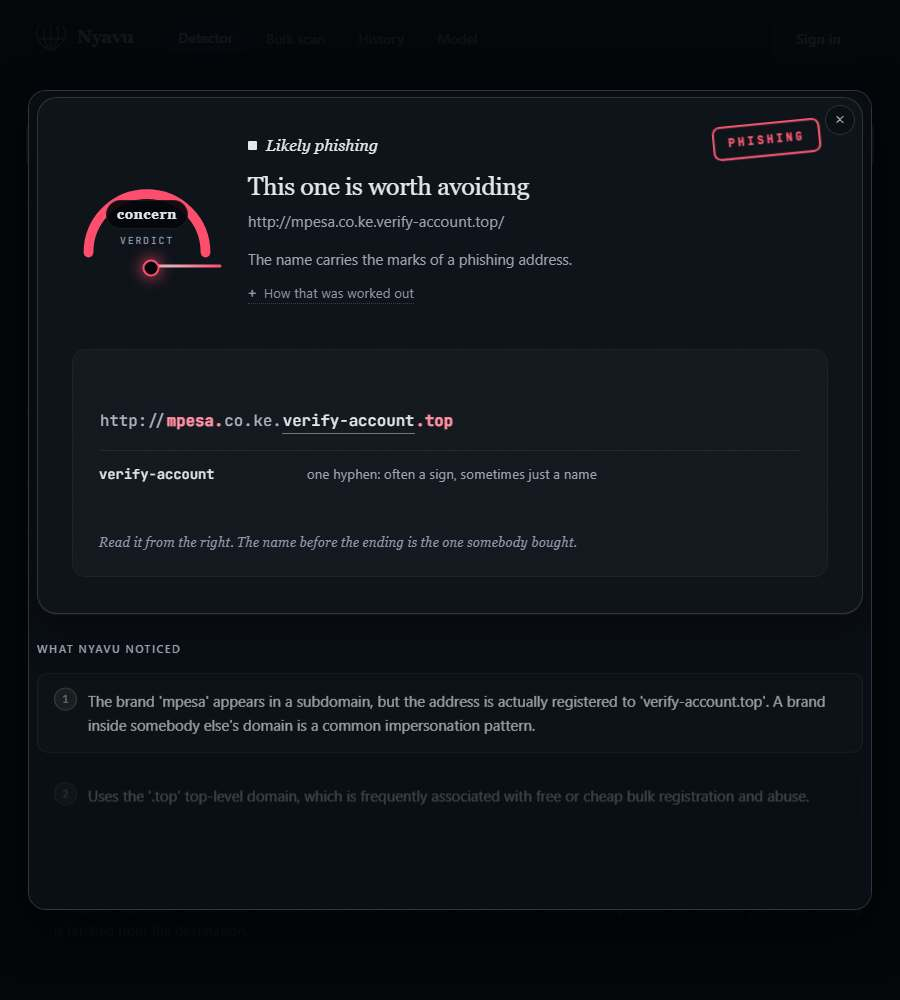 Nyavu
Detector
Bulk scan
History
Model
Sign in
×
PHISHING
Likely phishing
This one is worth avoiding
http://mpesa.co.ke.verify-account.top/
concern
VERDICT
The name carries the marks of a phishing address.
+ How that was worked out
http://mpesa.co.ke.verify-account.top
verify-account one hyphen: often a sign, sometimes just a name
Read it from the right. The name before the ending is the one somebody bought.
WHAT NYAVU NOTICED
1 The brand 'mpesa' appears in a subdomain, but the address is actually registered to 'verify-account.top'. A brand
inside somebody else's domain is a common impersonation pattern.
2 Uses the '.top' top-level domain, which is frequently associated with free or cheap bulk registration and abuse.